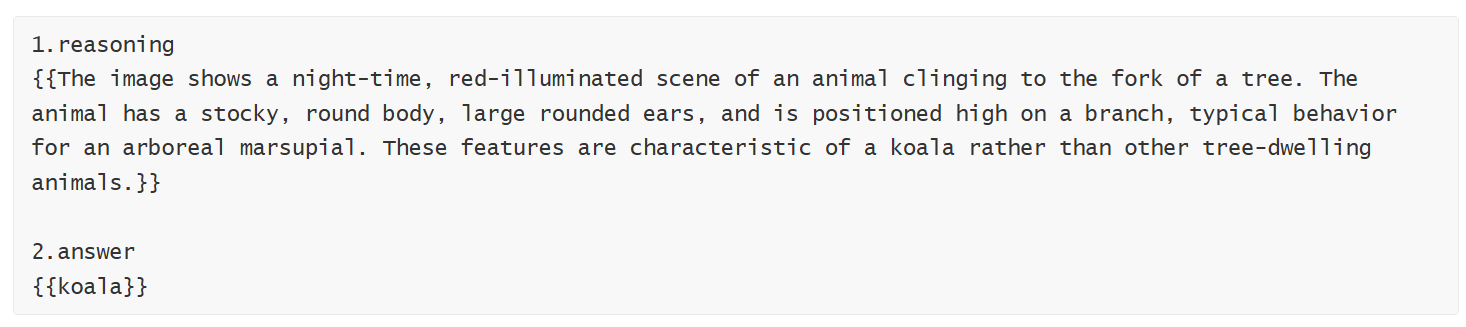 1.reasoning
{{The image shows a night-time, red-illuminated scene of an animal clinging to the fork of a tree. The
animal has a stocky, round body, large rounded ears, and is positioned high on a branch, typical behavior
for an arboreal marsupial. These features are characteristic of a koala rather than other tree-dwelling
animals.}}
2.answer
{{koala}}